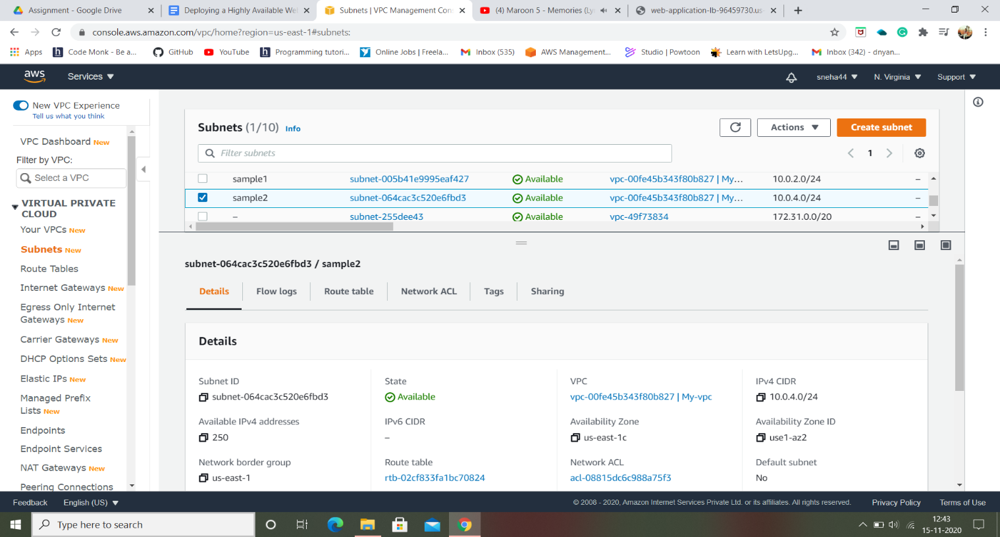 Assignment - Google Drive
Deploying a Highly Available We
Subnets | VPC Management Con
(4) Maroon 5 - Memories (Ly
web-application-lb-96459730.us
console.aws.amazon.com/vpc/home?region=us-east-1#subnets:
Apps
Code Monk - Be a...
GitHub
YouTube
Programming tutori...
Online Jobs | Freela...
Inbox (535)
AWS Management...
Studio | Powtoon
Learn with LetsUpg...
Inbox (342) - dnyan...
aws
Services
sneha44
N. Virginia
Support
New VPC Experience
Tell us what you think
VPC Dashboard New
Filter by VPC:
Select a VPC
VIRTUAL PRIVATE
CLOUD
Your VPCs New
Subnets New
Route Tables
Internet Gateways New
Egress Only Internet
Gateways New
Carrier Gateways New
DHCP Options Sets New
Elastic IPs New
Managed Prefix
Lists New
Endpoints
Endpoint Services
NAT Gateways New
Peering Connections
Subnets (1/10) Info
Actions
Create subnet
Filter subnets
1
sample1 subnet-005b41e9995eaf427 Available vpc-00fe45b343f80b827 | My... 10.0.2.0/24 –
sample2 subnet-064cac3c520e6fbd3 Available vpc-00fe45b343f80b827 | My... 10.0.4.0/24 –
– subnet-255dee43 Available vpc-49f73834 172.31.0.0/20 –
subnet-064cac3c520e6fbd3 / sample2
Details
Flow logs
Route table
Network ACL
Tags
Sharing
Details
Subnet ID
subnet-064cac3c520e6fbd3
State
Available
VPC
vpc-00fe45b343f80b827 | My-vpc
IPv4 CIDR
10.0.4.0/24
Available IPv4 addresses
250
IPv6 CIDR
–
Availability Zone
us-east-1c
Availability Zone ID
use1-az2
Network border group
us-east-1
Route table
rtb-02cf833fa1bc70824
Network ACL
acl-08815dc6c988a75f3
Default subnet
No
Feedback
English (US)
© 2008 - 2020, Amazon Internet Services Private Ltd. or its affiliates. All rights reserved.
Privacy Policy
Terms of Use
Type here to search
12:43
15-11-2020